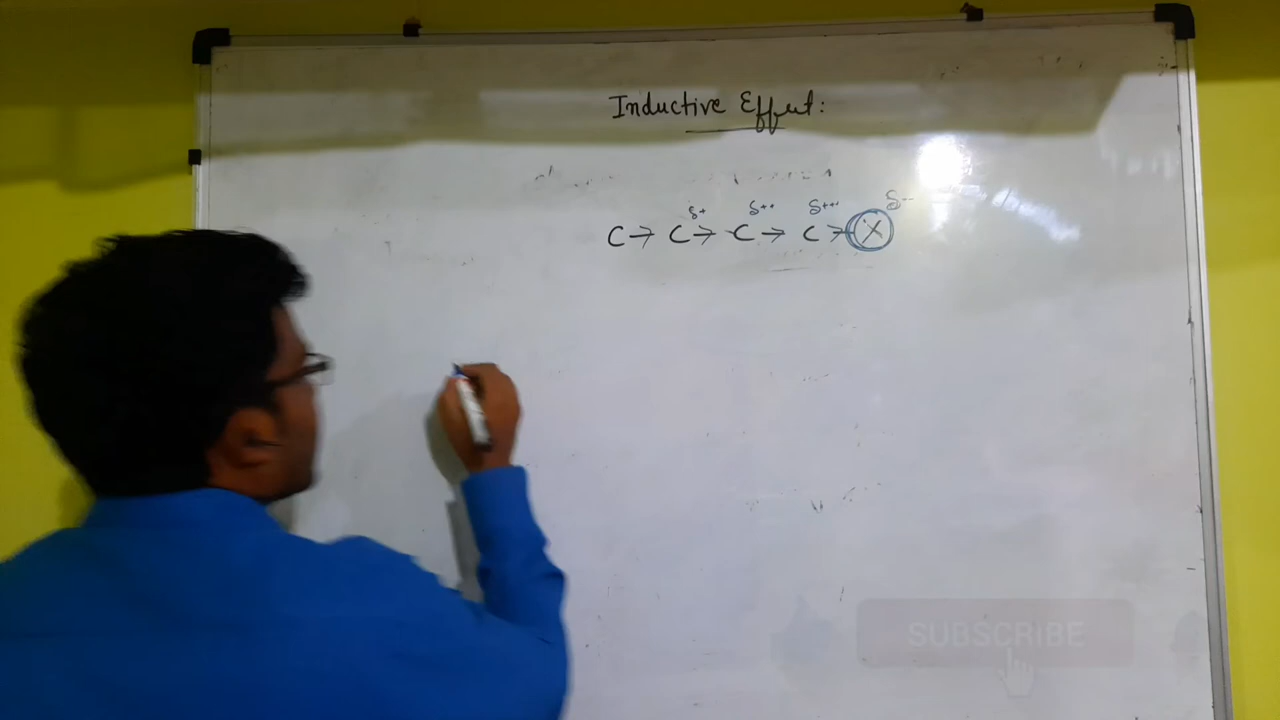 Inductive Effect:
δ+ δ++ δ+++ δ--
C → C → C → C → X
SUBSCRIBE